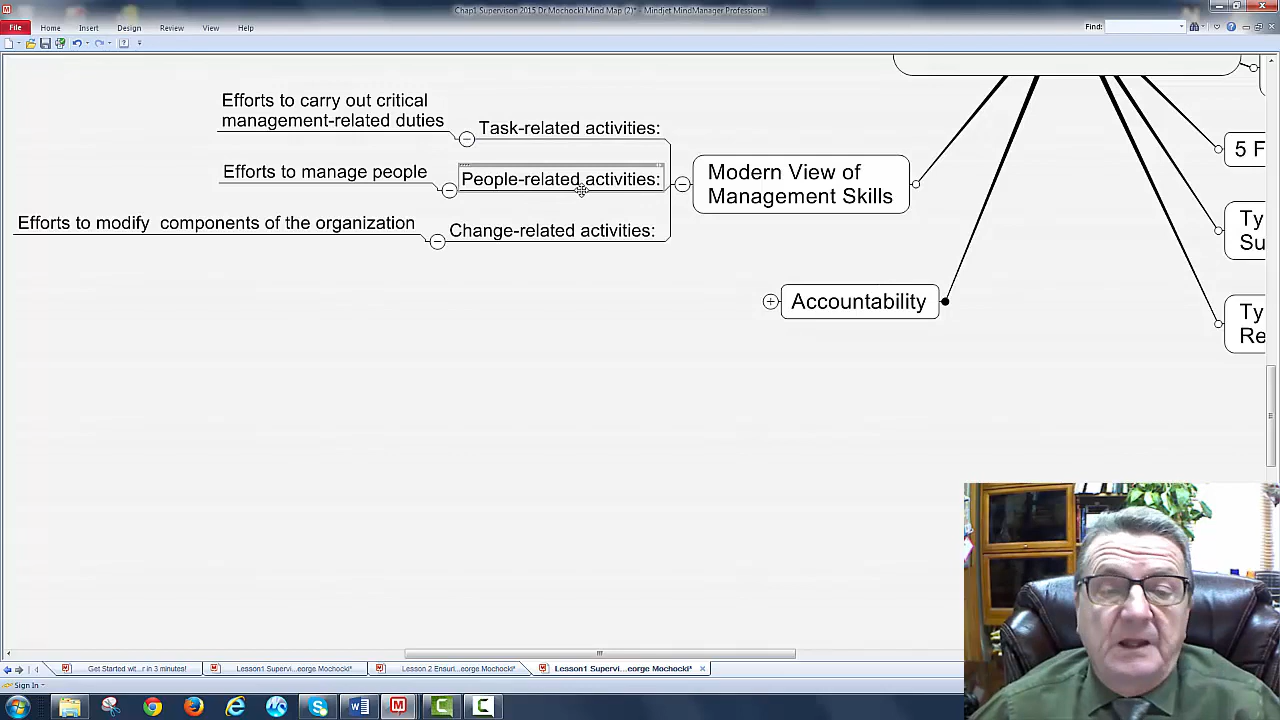 Chap1 Supervison 2015 Dr Mochocki Mind Map (2)* - Mindjet MindManager Professional
File Home Insert Design Review View Help Find:
Efforts to carry out critical
management-related duties
Task-related activities:
Efforts to manage people
People-related activities:
Efforts to modify components of the organization
Change-related activities:
Modern View of
Management Skills
Accountability
5 F
Ty
Su
Ty
Re
Get Started wit...r in 3 minutes! Lesson1 Supervi...eorge Mochocki* Lesson 2 Ensuri...eorge Mochocki* Lesson1 Supervi...eorge Mochocki*
Sign In